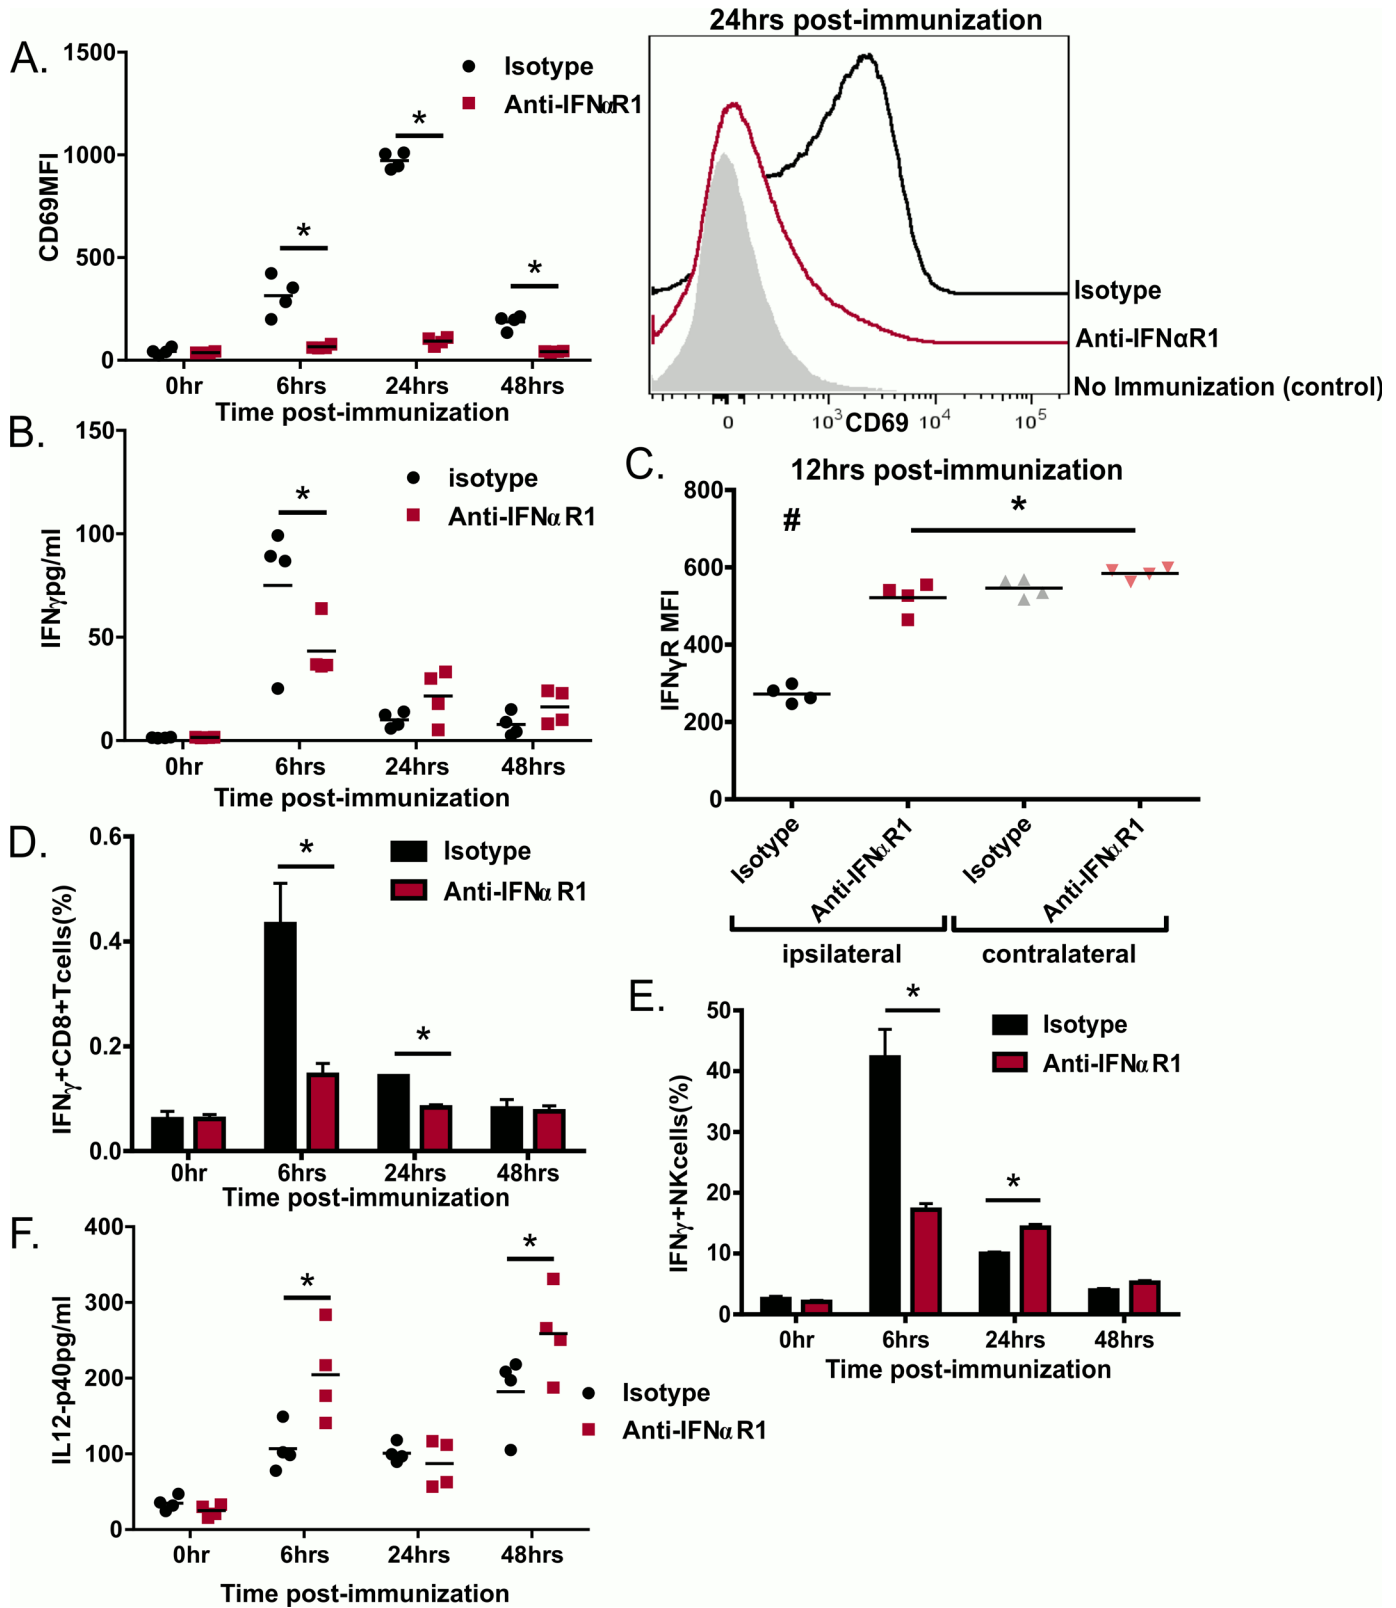 A.
CD69MFI
1500
1000
500
0
Isotype
Anti-IFNαR1
*
*
*
0hr 6hrs 24hrs 48hrs
Time post-immunization
24hrs post-immunization
Isotype
Anti-IFNαR1
No Immunization (control)
0 10³ 10⁴ 10⁵
CD69
B.
IFNγpg/ml
150
100
50
0
isotype
Anti-IFNα R1
*
0hr 6hrs 24hrs 48hrs
Time post-immunization
C.
12hrs post-immunization
IFNγR MFI
800
600
400
200
0
#
*
Isotype
Anti-IFNα R1
Isotype
Anti-IFNα R1
ipsilateral contralateral
D.
IFNγ+CD8+Tcells(%)
0.6
0.4
0.2
0.0
Isotype
Anti-IFNα R1
*
*
0hr 6hrs 24hrs 48hrs
Time post-immunization
E.
IFNγ+NKcells(%)
50
40
30
20
10
0
Isotype
Anti-IFNα R1
*
*
0hr 6hrs 24hrs 48hrs
Time post-immunization
F.
IL12-p40pg/ml
400
300
200
100
0
*
*
Isotype
Anti-IFNα R1
0hr 6hrs 24hrs 48hrs
Time post-immunization